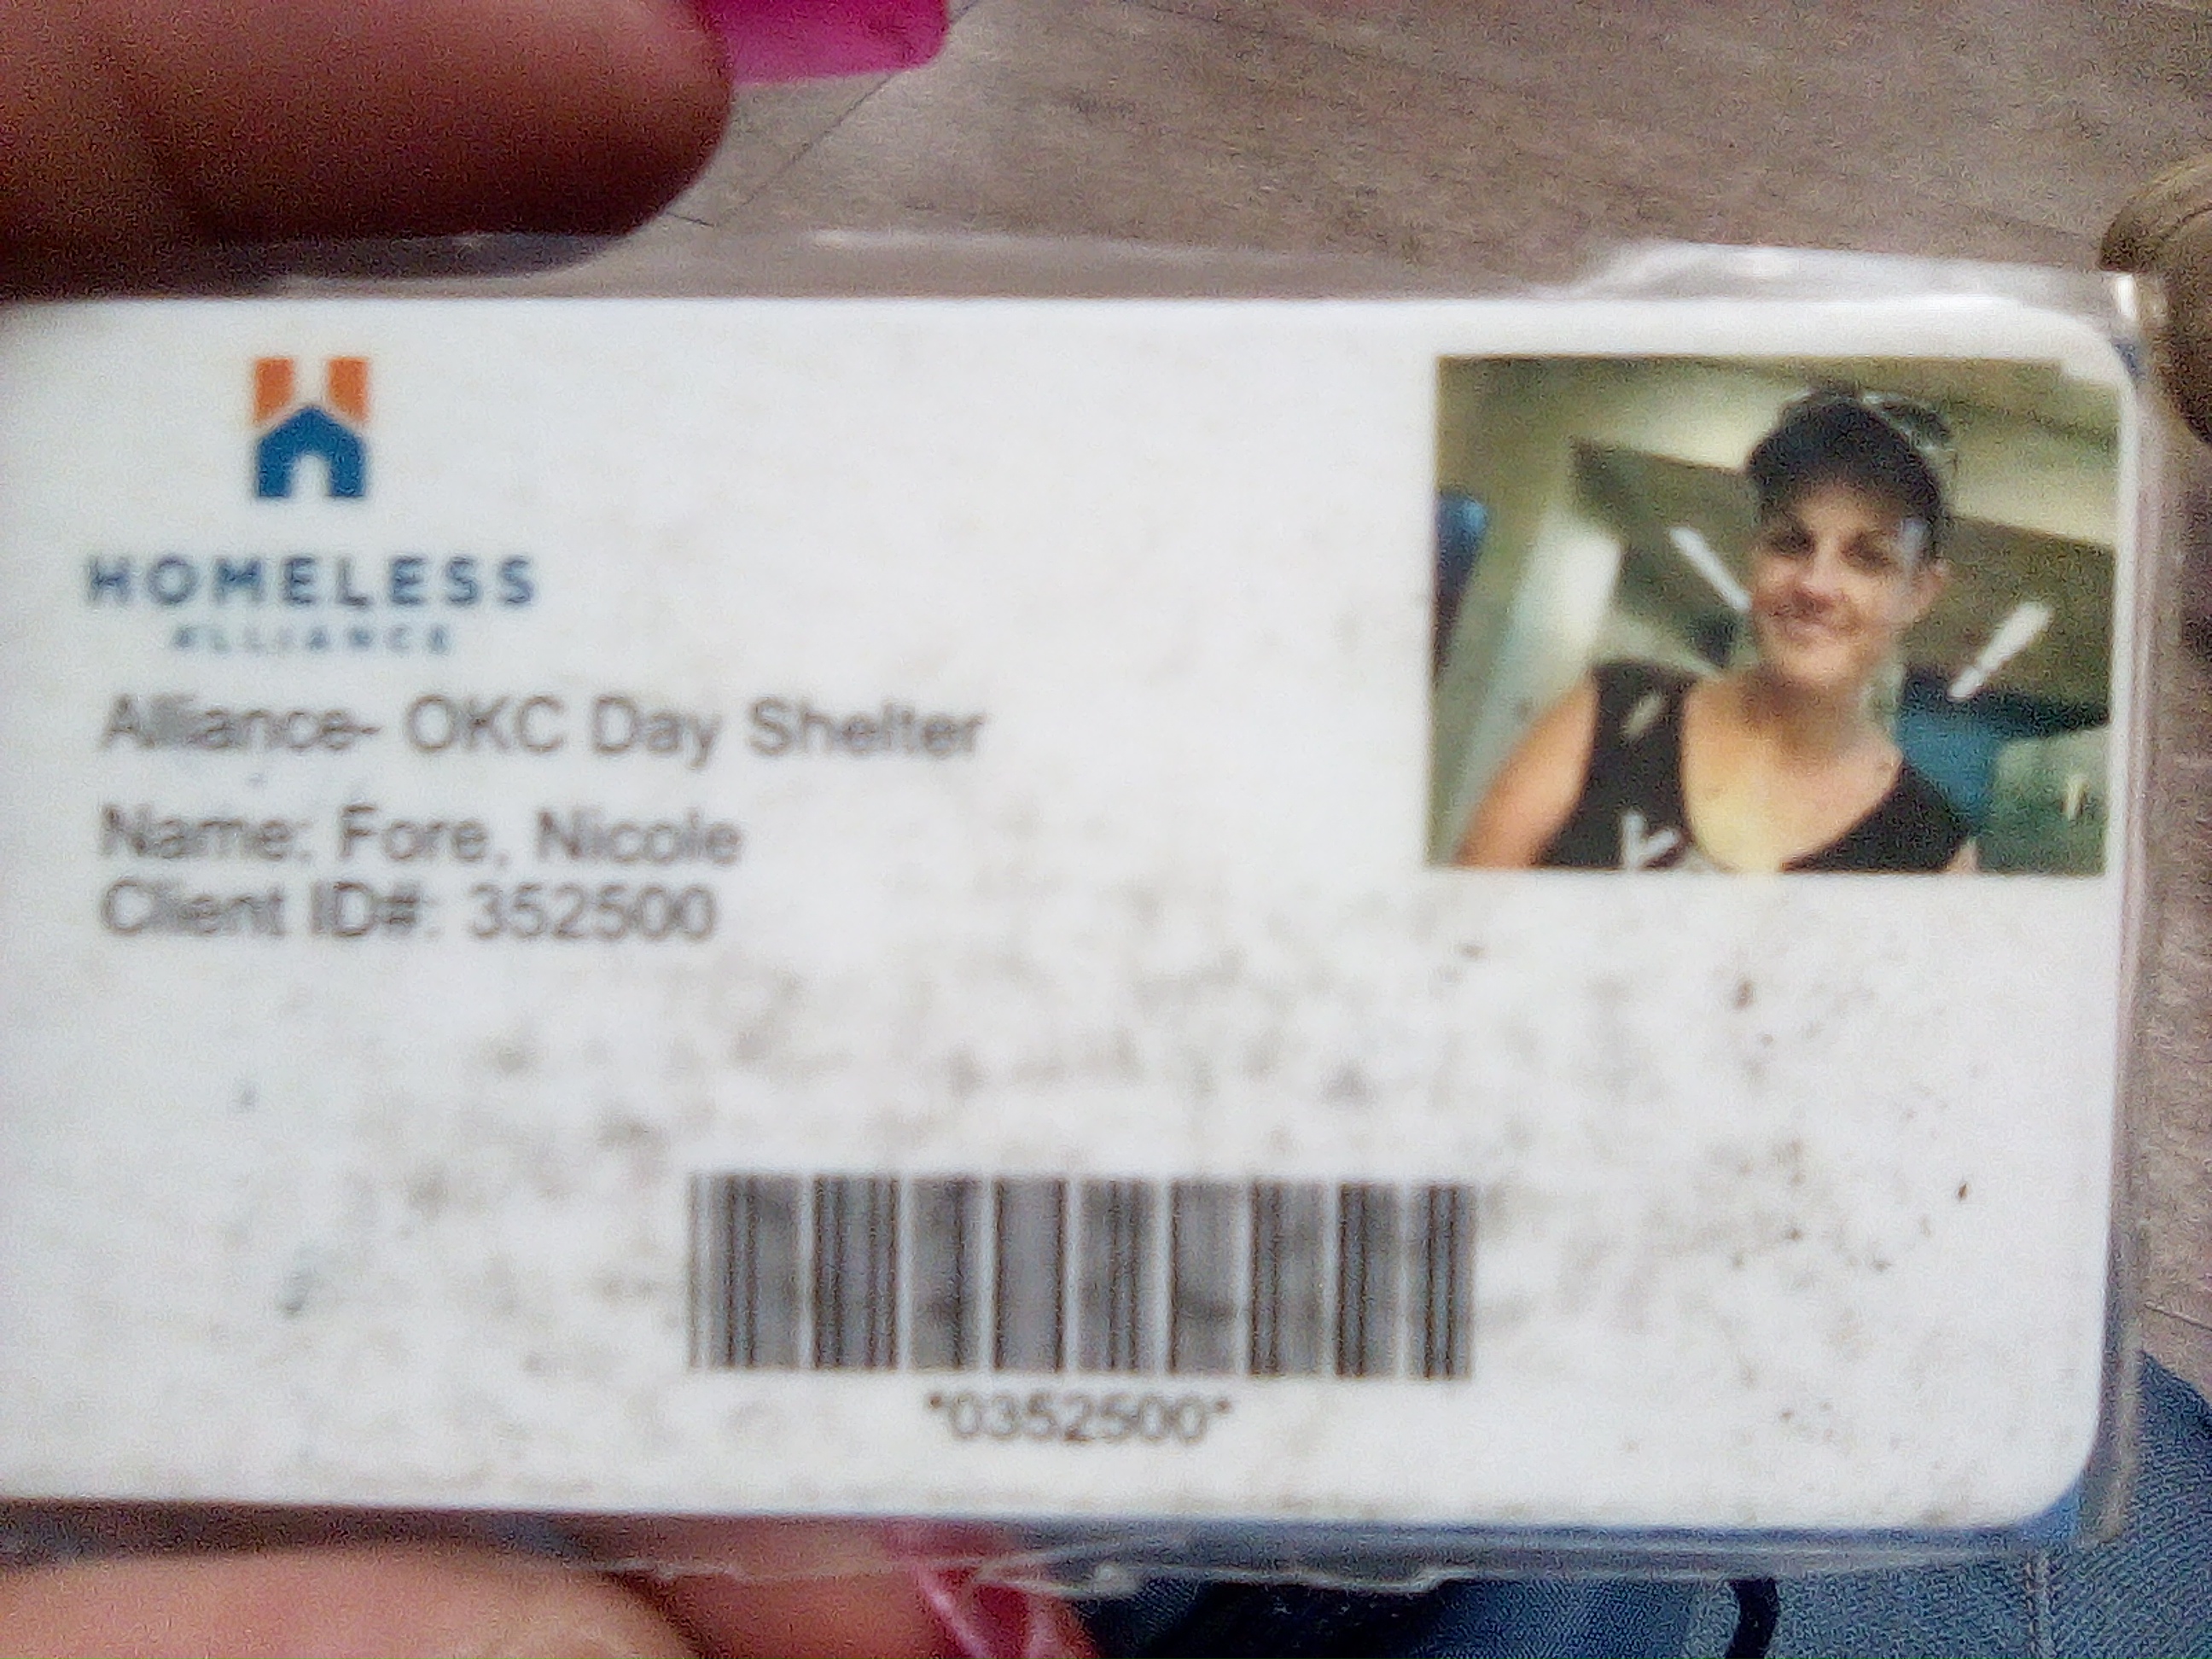 HOMELESS
ALLIANCE
Alliance- OKC Day Shelter
Name: Fore, Nicole
Client ID#: 352500
*0352500*